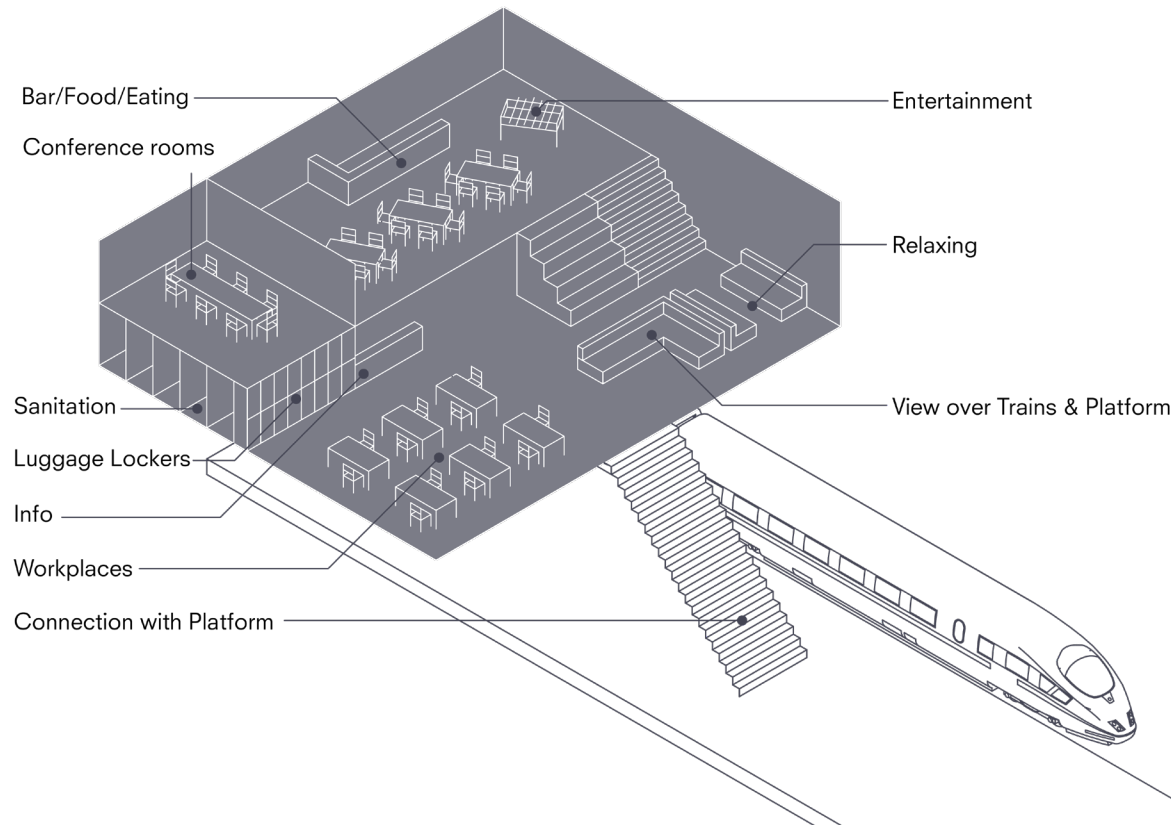 Bar/Food/Eating
Conference rooms
Sanitation
Luggage Lockers
Info
Workplaces
Connection with Platform
Entertainment
Relaxing
View over Trains & Platform